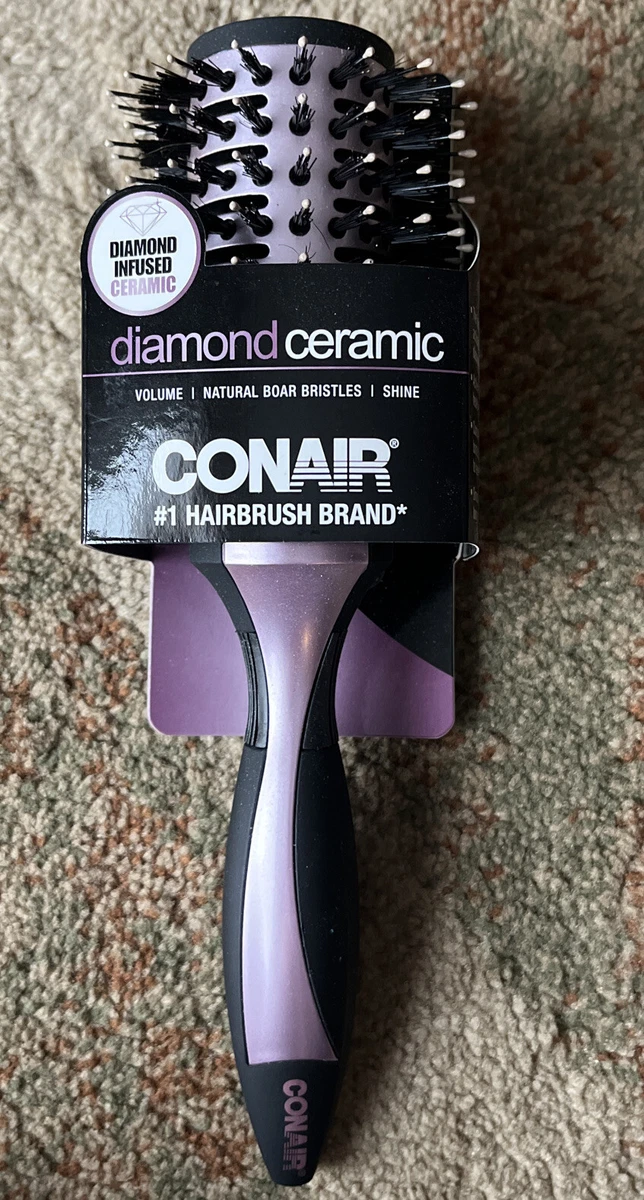 DIAMOND
INFUSED
CERAMIC
diamond ceramic
VOLUME | NATURAL BOAR BRISTLES | SHINE
CONAIR®
#1 HAIRBRUSH BRAND*
CONAIR